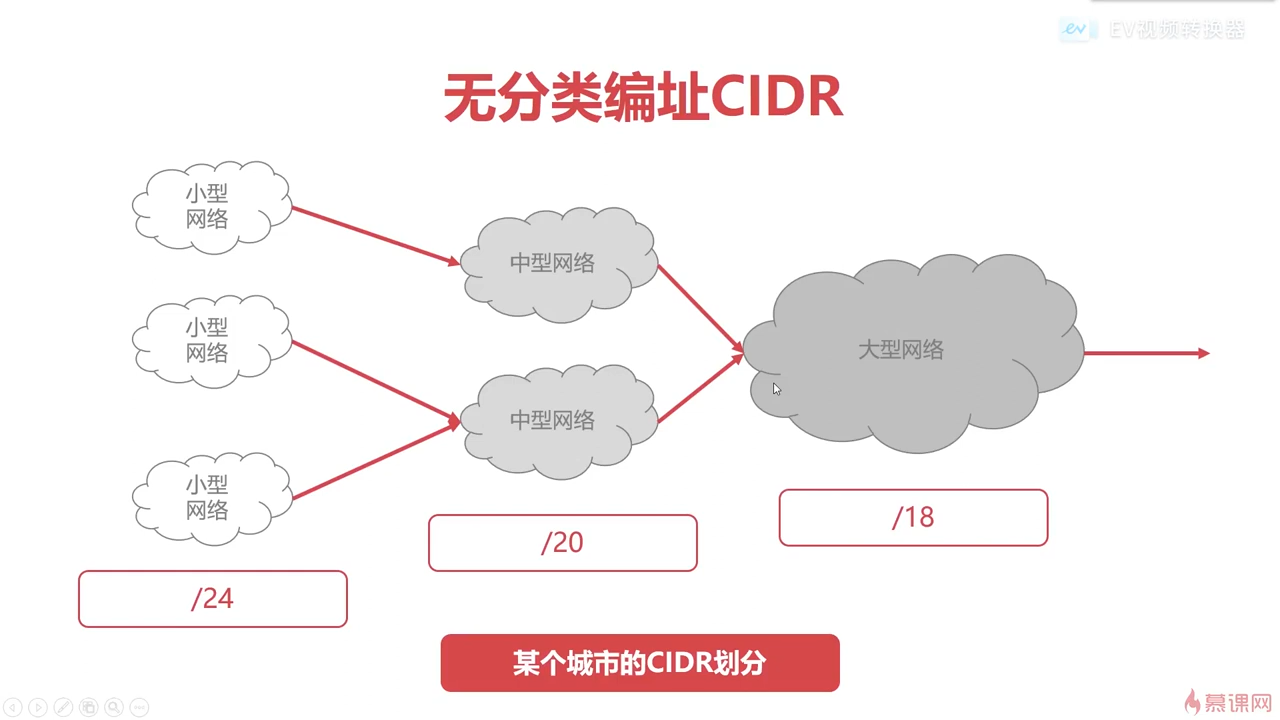 EV视频转换器
无分类编址CIDR
小型
网络
小型
网络
小型
网络
中型网络
中型网络
大型网络
/24
/20
/18
某个城市的CIDR划分
慕课网